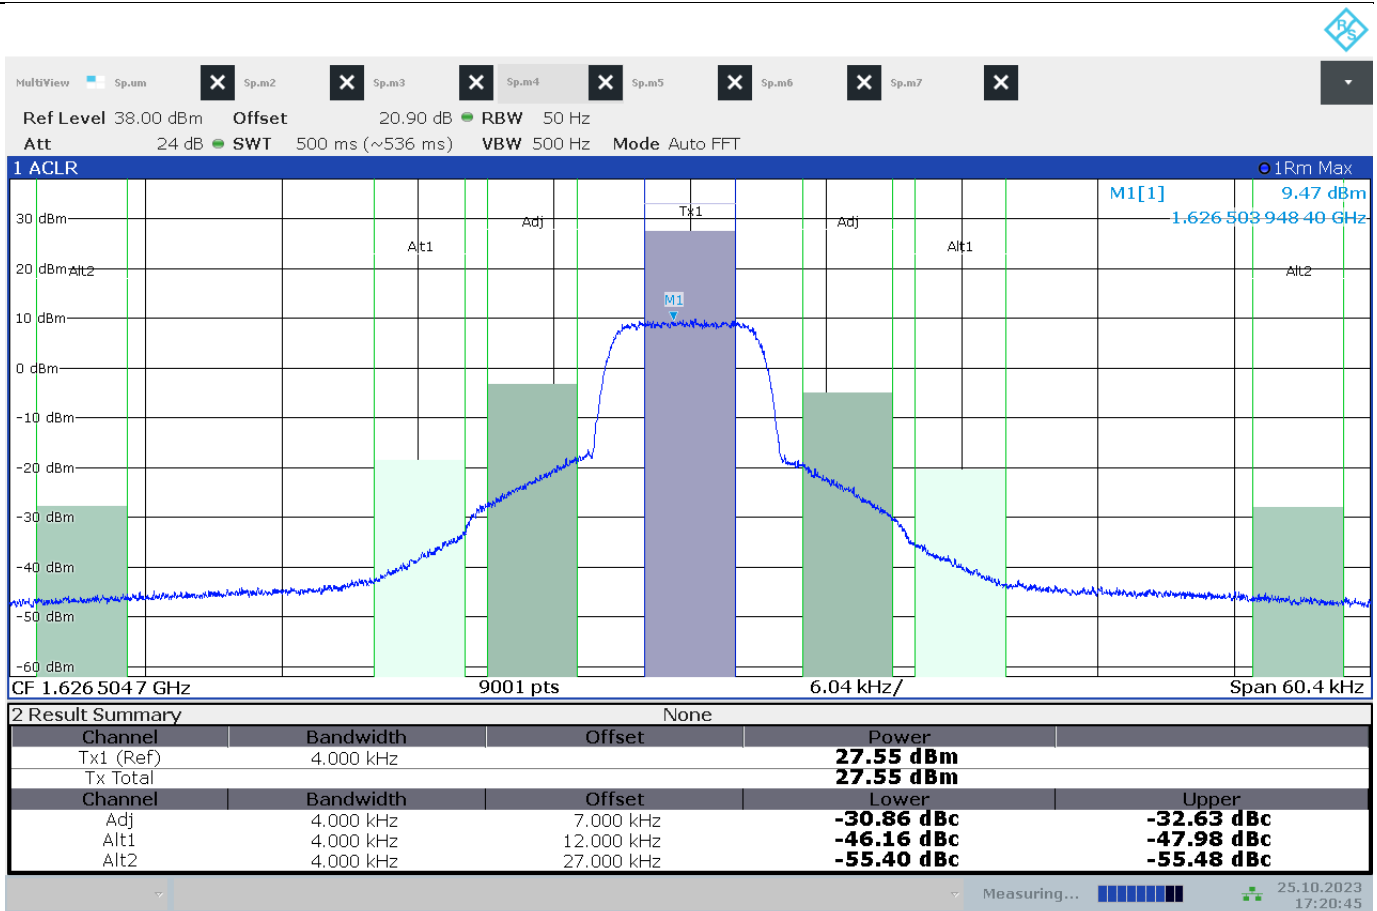 R&S
MultiView Sp.um Sp.m2 Sp.m3 Sp.m4 Sp.m5 Sp.m6 Sp.m7
Ref Level 38.00 dBm Offset 20.90 dB RBW 50 Hz
Att 24 dB SWT 500 ms (~536 ms) VBW 500 Hz Mode Auto FFT
1 ACLR 1Rm Max
M1[1] 9.47 dBm
1.626 503 948 40 GHz
30 dBm
Adj Tx1 Adj
Alt1 Alt1
20 dBm Alt2 Alt2
M1
10 dBm
0 dBm
-10 dBm
-20 dBm
-30 dBm
-40 dBm
-50 dBm
-60 dBm
CF 1.626 504 7 GHz 9001 pts 6.04 kHz/ Span 60.4 kHz
2 Result Summary None
Channel Bandwidth Offset Power
Tx1 (Ref) 4.000 kHz 27.55 dBm
Tx Total 27.55 dBm
Channel Bandwidth Offset Lower Upper
Adj 4.000 kHz 7.000 kHz -30.86 dBc -32.63 dBc
Alt1 4.000 kHz 12.000 kHz -46.16 dBc -47.98 dBc
Alt2 4.000 kHz 27.000 kHz -55.40 dBc -55.48 dBc
Measuring... 25.10.2023
17:20:45